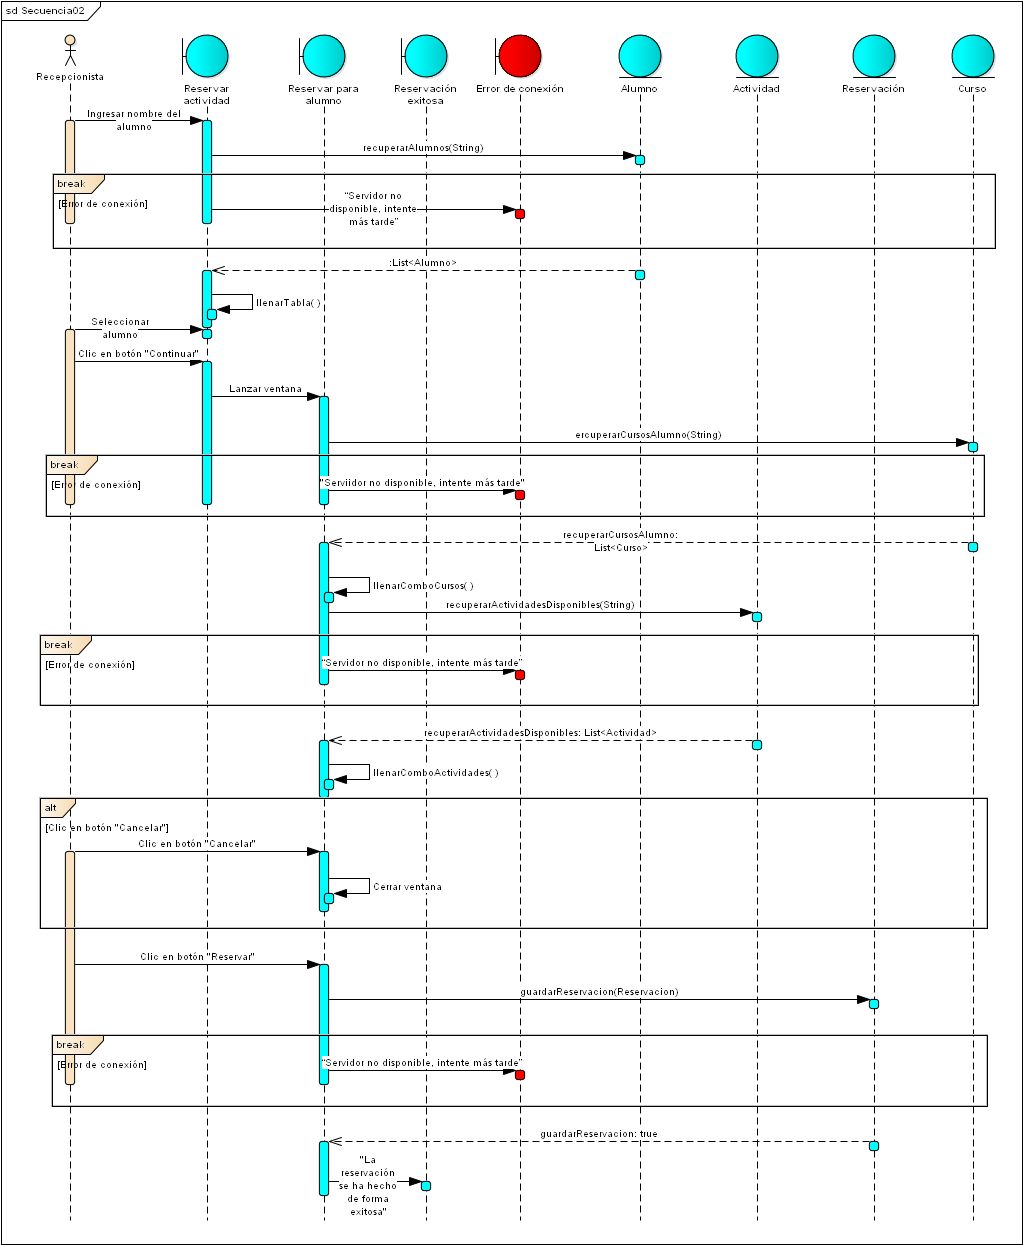 sd Secuencia02
Recepcionista
Reservar
actividad
Reservar para
alumno
Reservación
exitosa
Error de conexión
Alumno
Actividad
Reservación
Curso
Ingresar nombre del
alumno
recuperarAlumnos(String)
break
[Error de conexión]
"Servidor no
disponible, intente
más tarde"
:List<Alumno>
llenarTabla( )
Seleccionar
alumno
Clic en botón "Continuar"
Lanzar ventana
ercuperarCursosAlumno(String)
break
[Error de conexión]
"Serviidor no disponible, intente más tarde"
recuperarCursosAlumno:
List<Curso>
llenarComboCursos( )
recuperarActividadesDisponibles(String)
break
[Error de conexión]
"Servidor no disponible, intente más tarde"
recuperarActividadesDisponibles: List<Actividad>
llenarComboActividades( )
alt
[Clic en botón "Cancelar"]
Clic en botón "Cancelar"
Cerrar ventana
Clic en botón "Reservar"
guardarReservacion(Reservacion)
break
[Error de conexión]
"Servidor no disponible, intente más tarde"
guardarReservacion: true
"La
reservación
se ha hecho
de forma
exitosa"